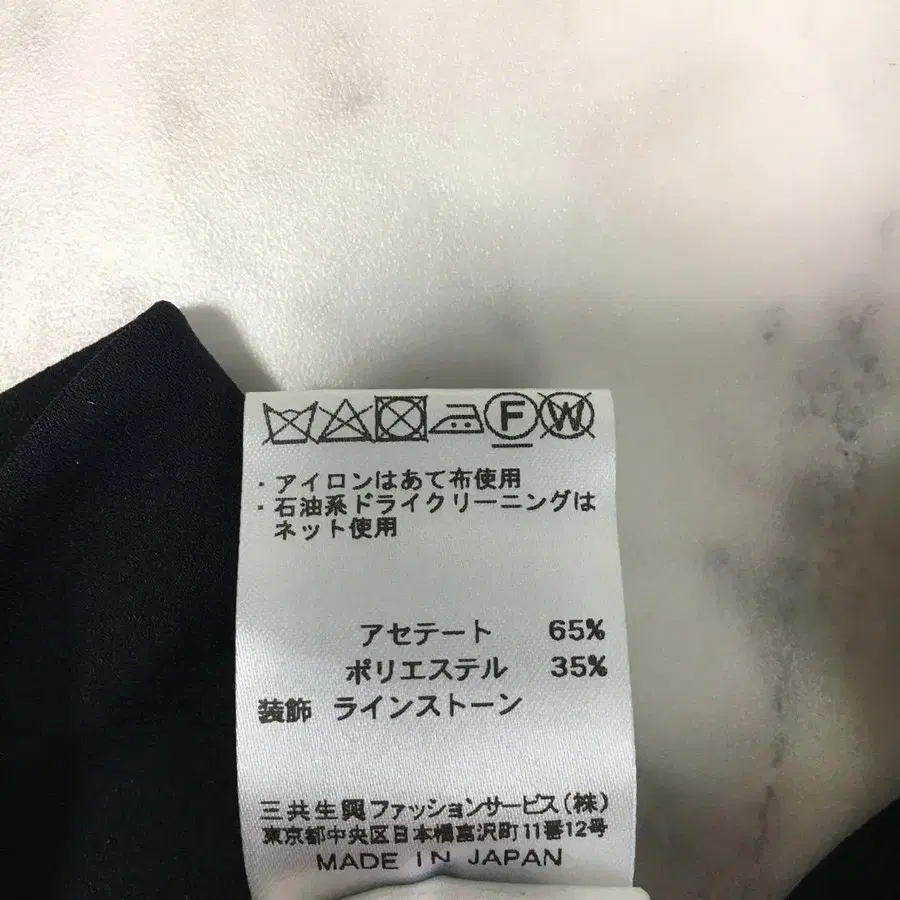 F W
・アイロンはあて布使用
・石油系ドライクリーニングは
ネット使用
アセテート 65%
ポリエステル 35%
装飾 ラインストーン
三共生興ファッションサービス(株)
東京都中央区日本橋富沢町11番12号
MADE IN JAPAN